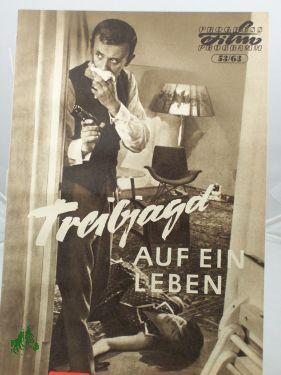 PROGRESS
Film
PROGRAMM
53/63
Treibjagd
AUF EIN
LEBEN